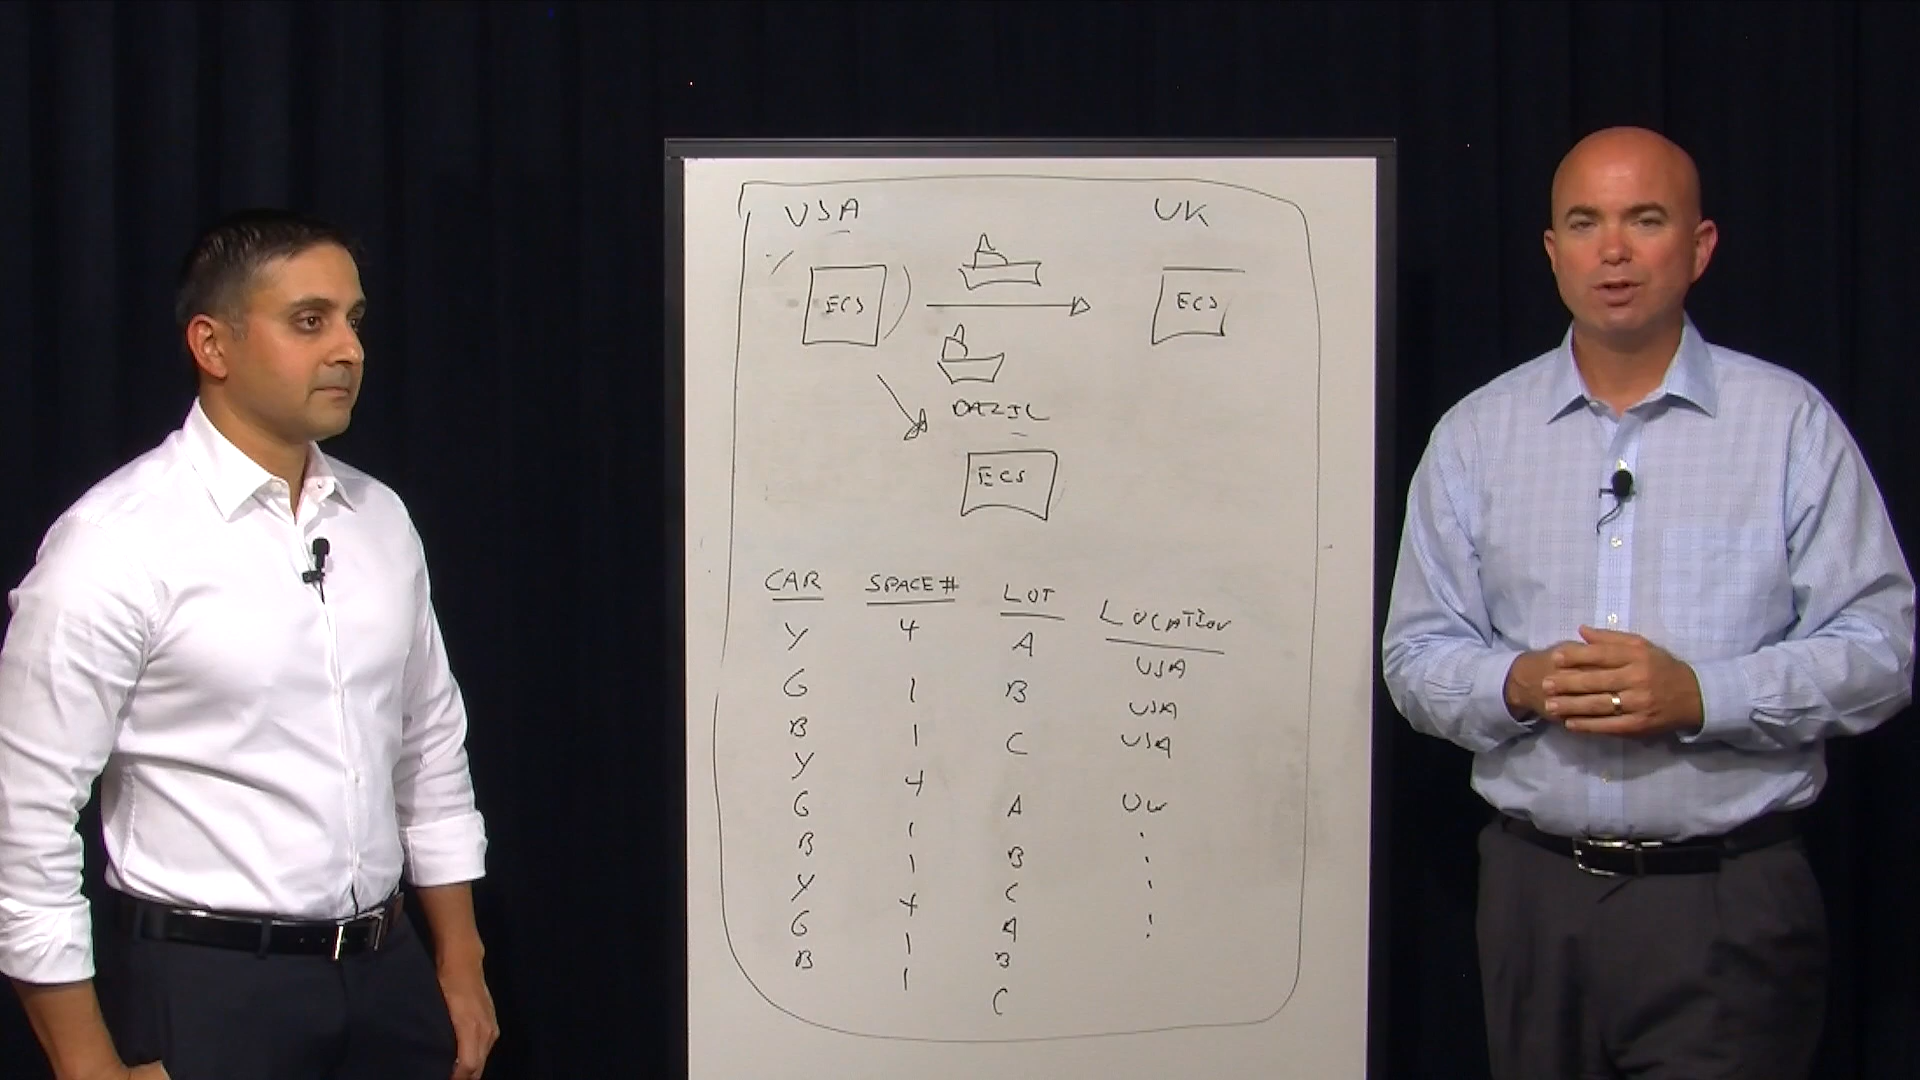 USA UK
ECS ECS
BAZIL
ECS
CAR SPACE# LOT LOCATION
Y 4 A USA
G 1 B USA
B 1 C USA
Y 4 A
G 1 B
B 1 C
Y 4 A
G 1 B
B 1 C